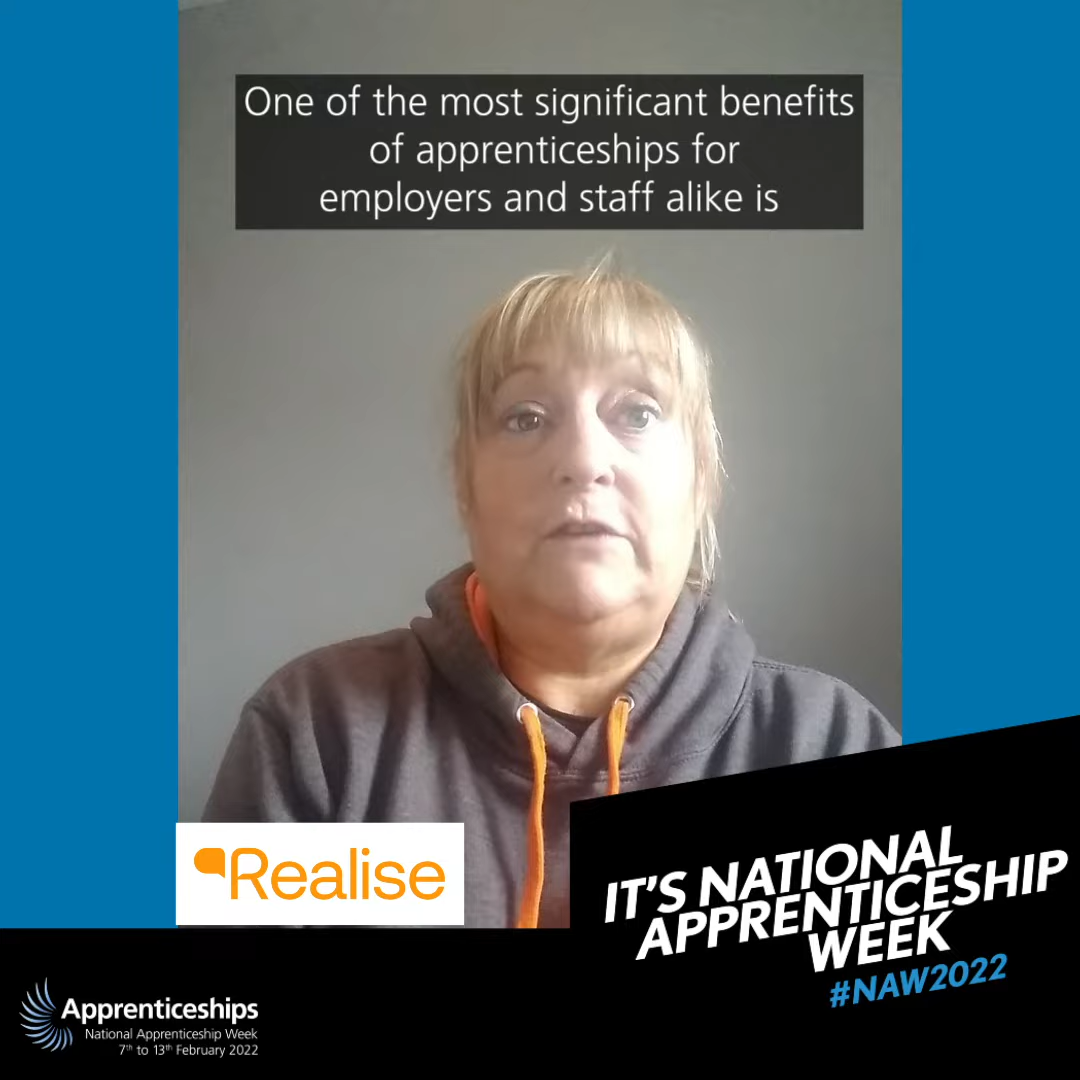 One of the most significant benefits
of apprenticeships for
employers and staff alike is
Realise
IT'S NATIONAL
APPRENTICESHIP
WEEK
#NAW2022
Apprenticeships
National Apprenticeship Week
7th to 13th February 2022